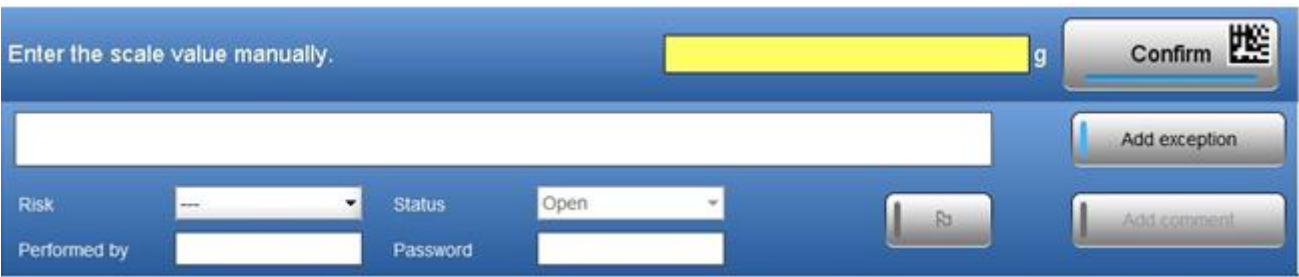 Enter the scale value manually.
g
Confirm
Add exception
Risk
---
Status
Open
Add comment
Performed by
Password